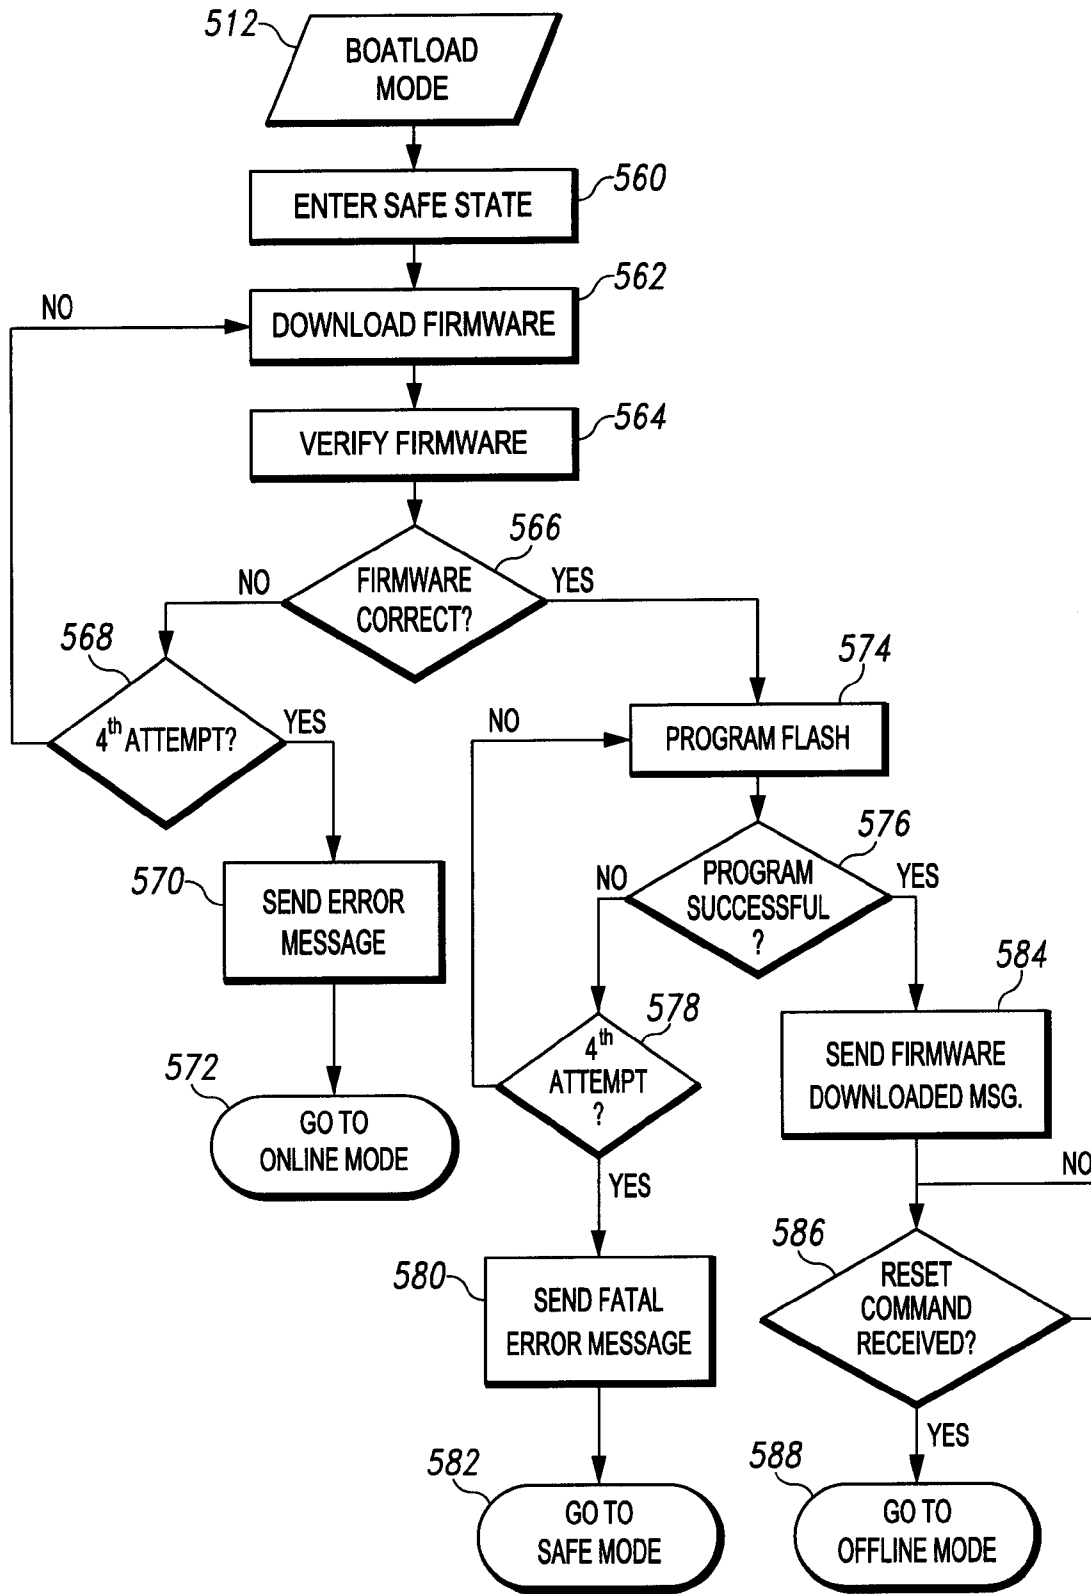 512
BOATLOAD
MODE
560
ENTER SAFE STATE
562
NO
DOWNLOAD FIRMWARE
564
VERIFY FIRMWARE
566
NO
FIRMWARE
CORRECT?
YES
568
4th ATTEMPT?
YES
574
NO
PROGRAM FLASH
576
570
SEND ERROR
MESSAGE
NO
PROGRAM
SUCCESSFUL
?
YES
584
578
4th
ATTEMPT
?
SEND FIRMWARE
DOWNLOADED MSG.
572
GO TO
ONLINE MODE
YES
NO
586
RESET
COMMAND
RECEIVED?
580
SEND FATAL
ERROR MESSAGE
YES
582
GO TO
SAFE MODE
588
GO TO
OFFLINE MODE